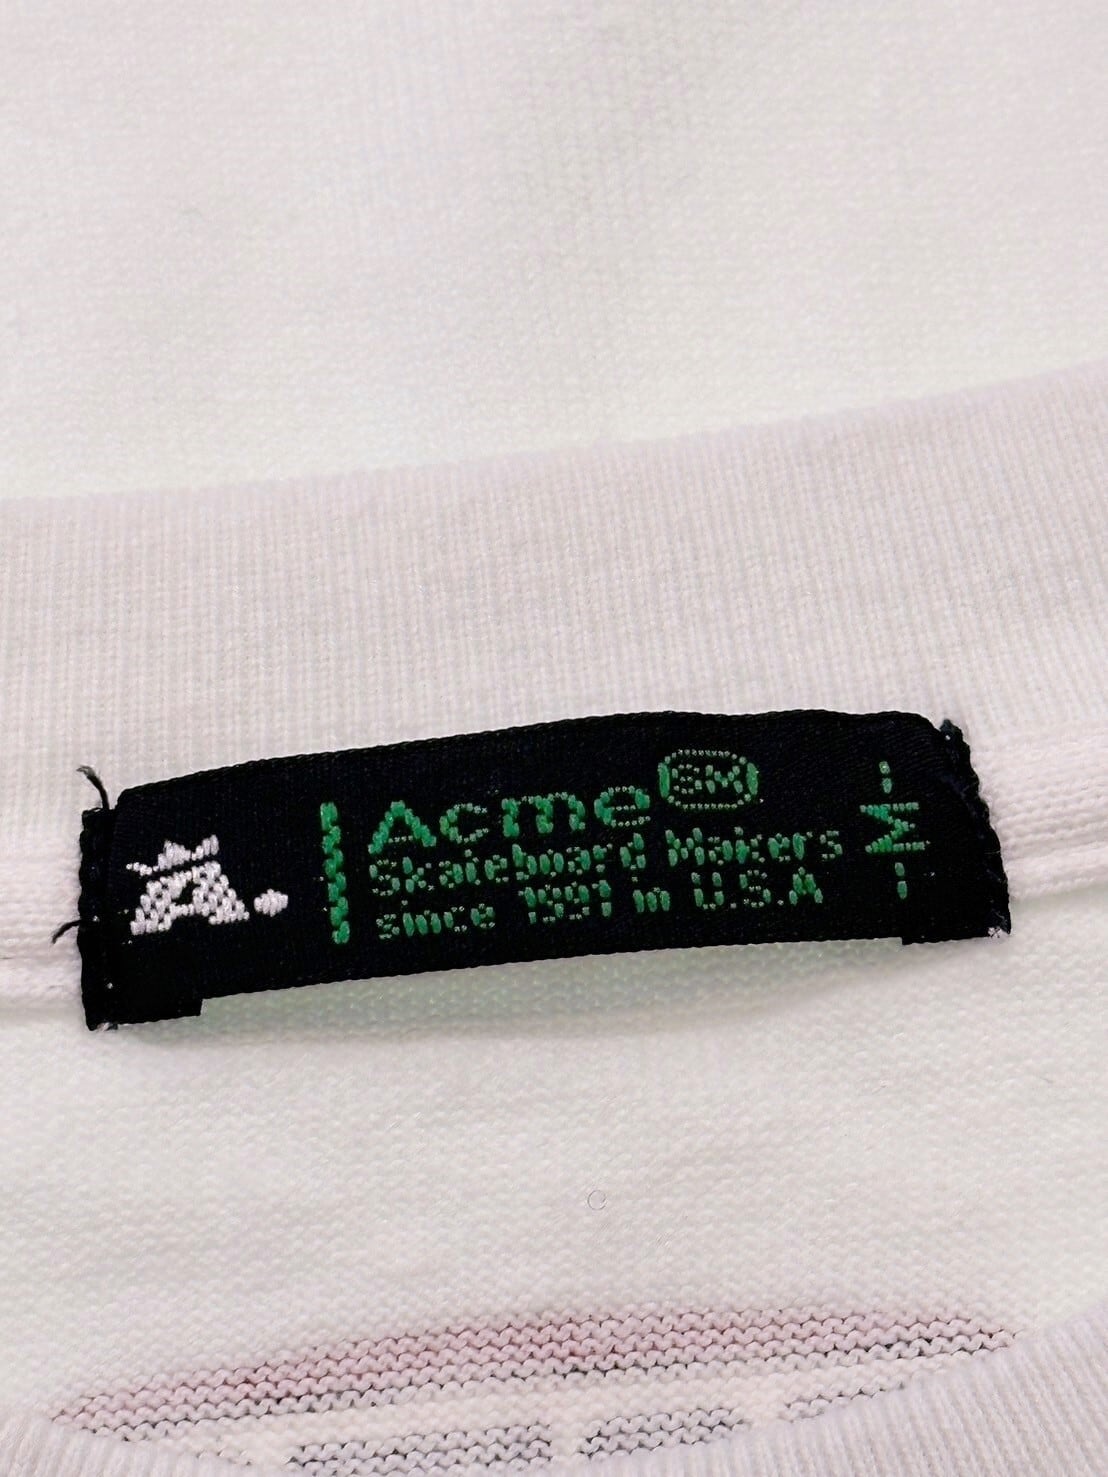 A.
Acme SM
Skateboard Makers
since 1991 in U.S.A
-M-